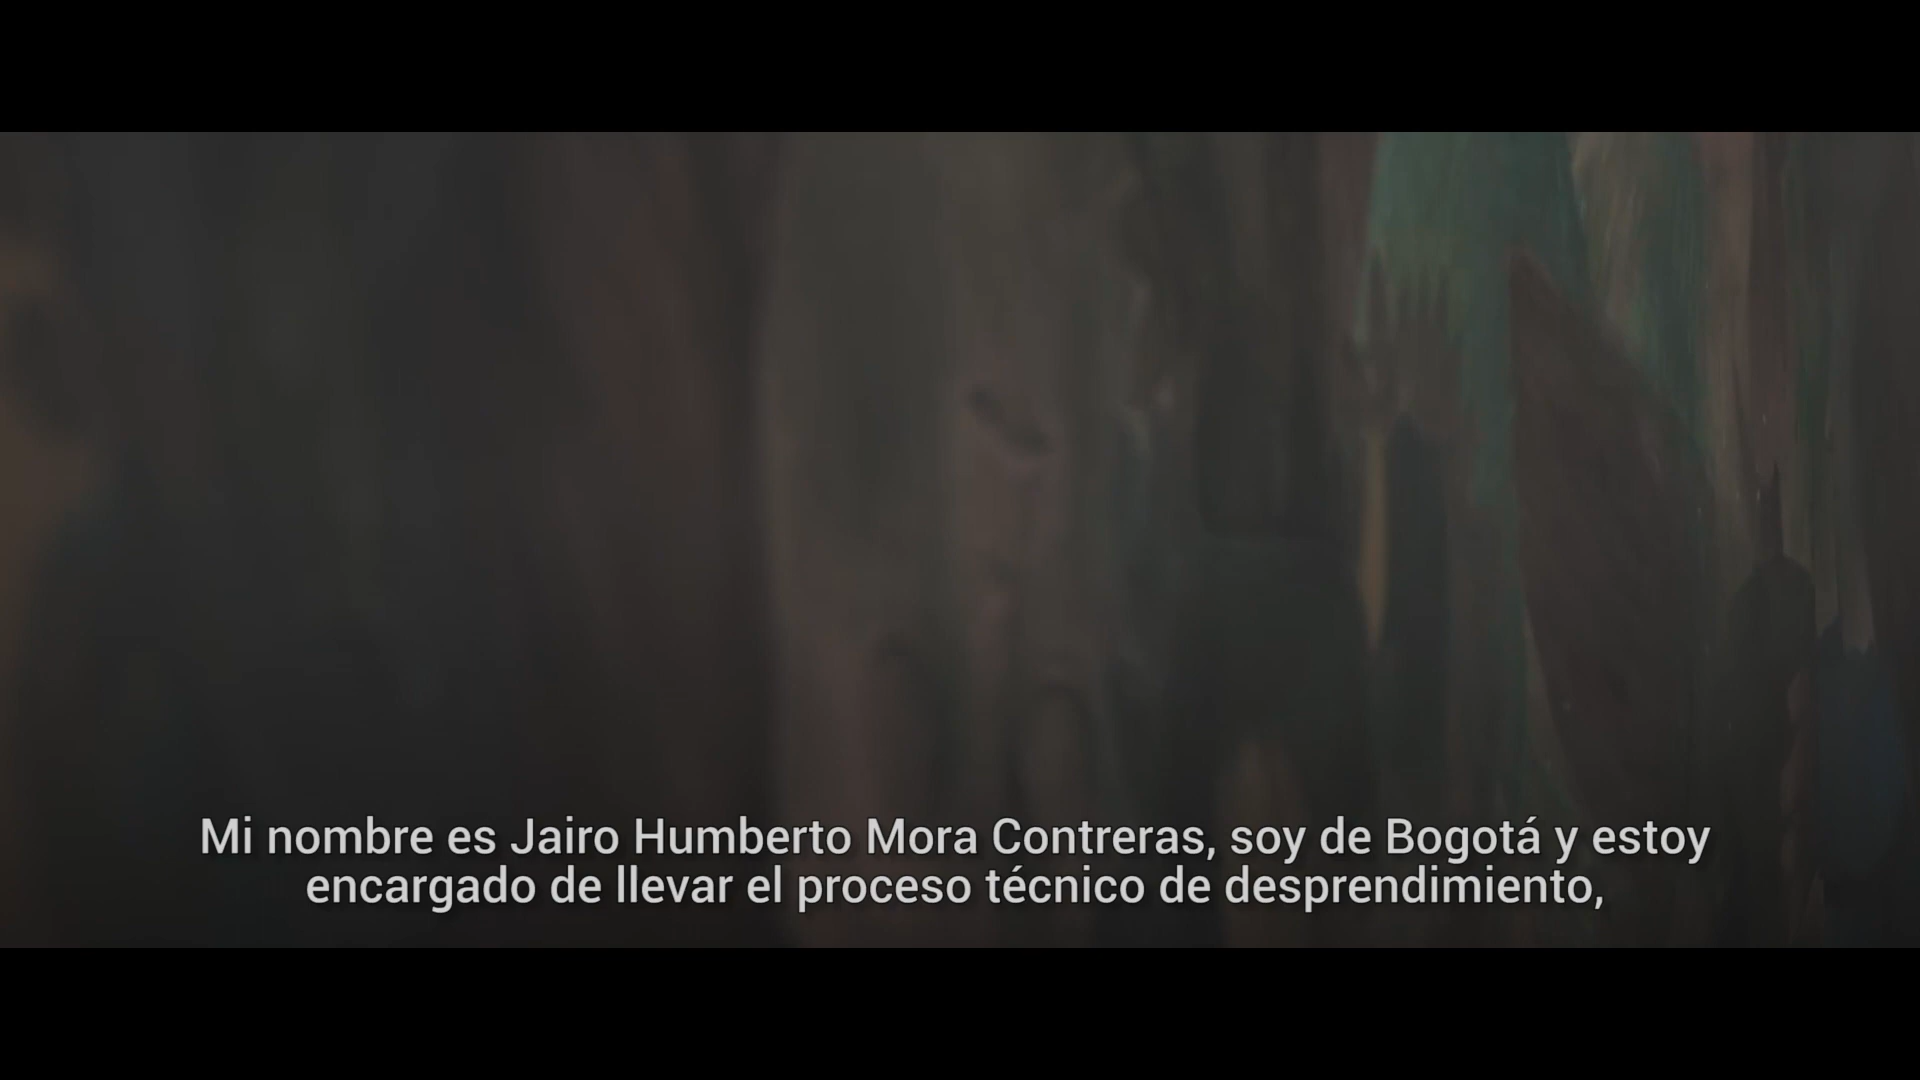 Mi nombre es Jairo Humberto Mora Contreras, soy de Bogotá y estoy
encargado de llevar el proceso técnico de desprendimiento,